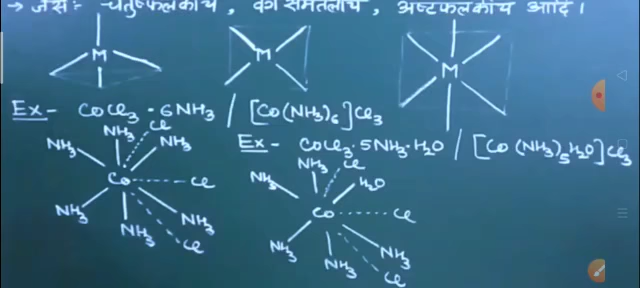 → जैसे:- चतुष्फलकीय, वर्ग समतलीय, अष्टफलकीय आदि।
M M M
Ex- CoCl₃·6NH₃ / [Co(NH₃)₆]Cl₃
Ex- CoCl₃·5NH₃·H₂O / [Co(NH₃)₅H₂O]Cl₃
NH₃ NH₃ Cl NH₃
Co Cl
NH₃ NH₃ NH₃ Cl
NH₃ NH₃ Cl H₂O
Co Cl
NH₃ NH₃ NH₃ Cl